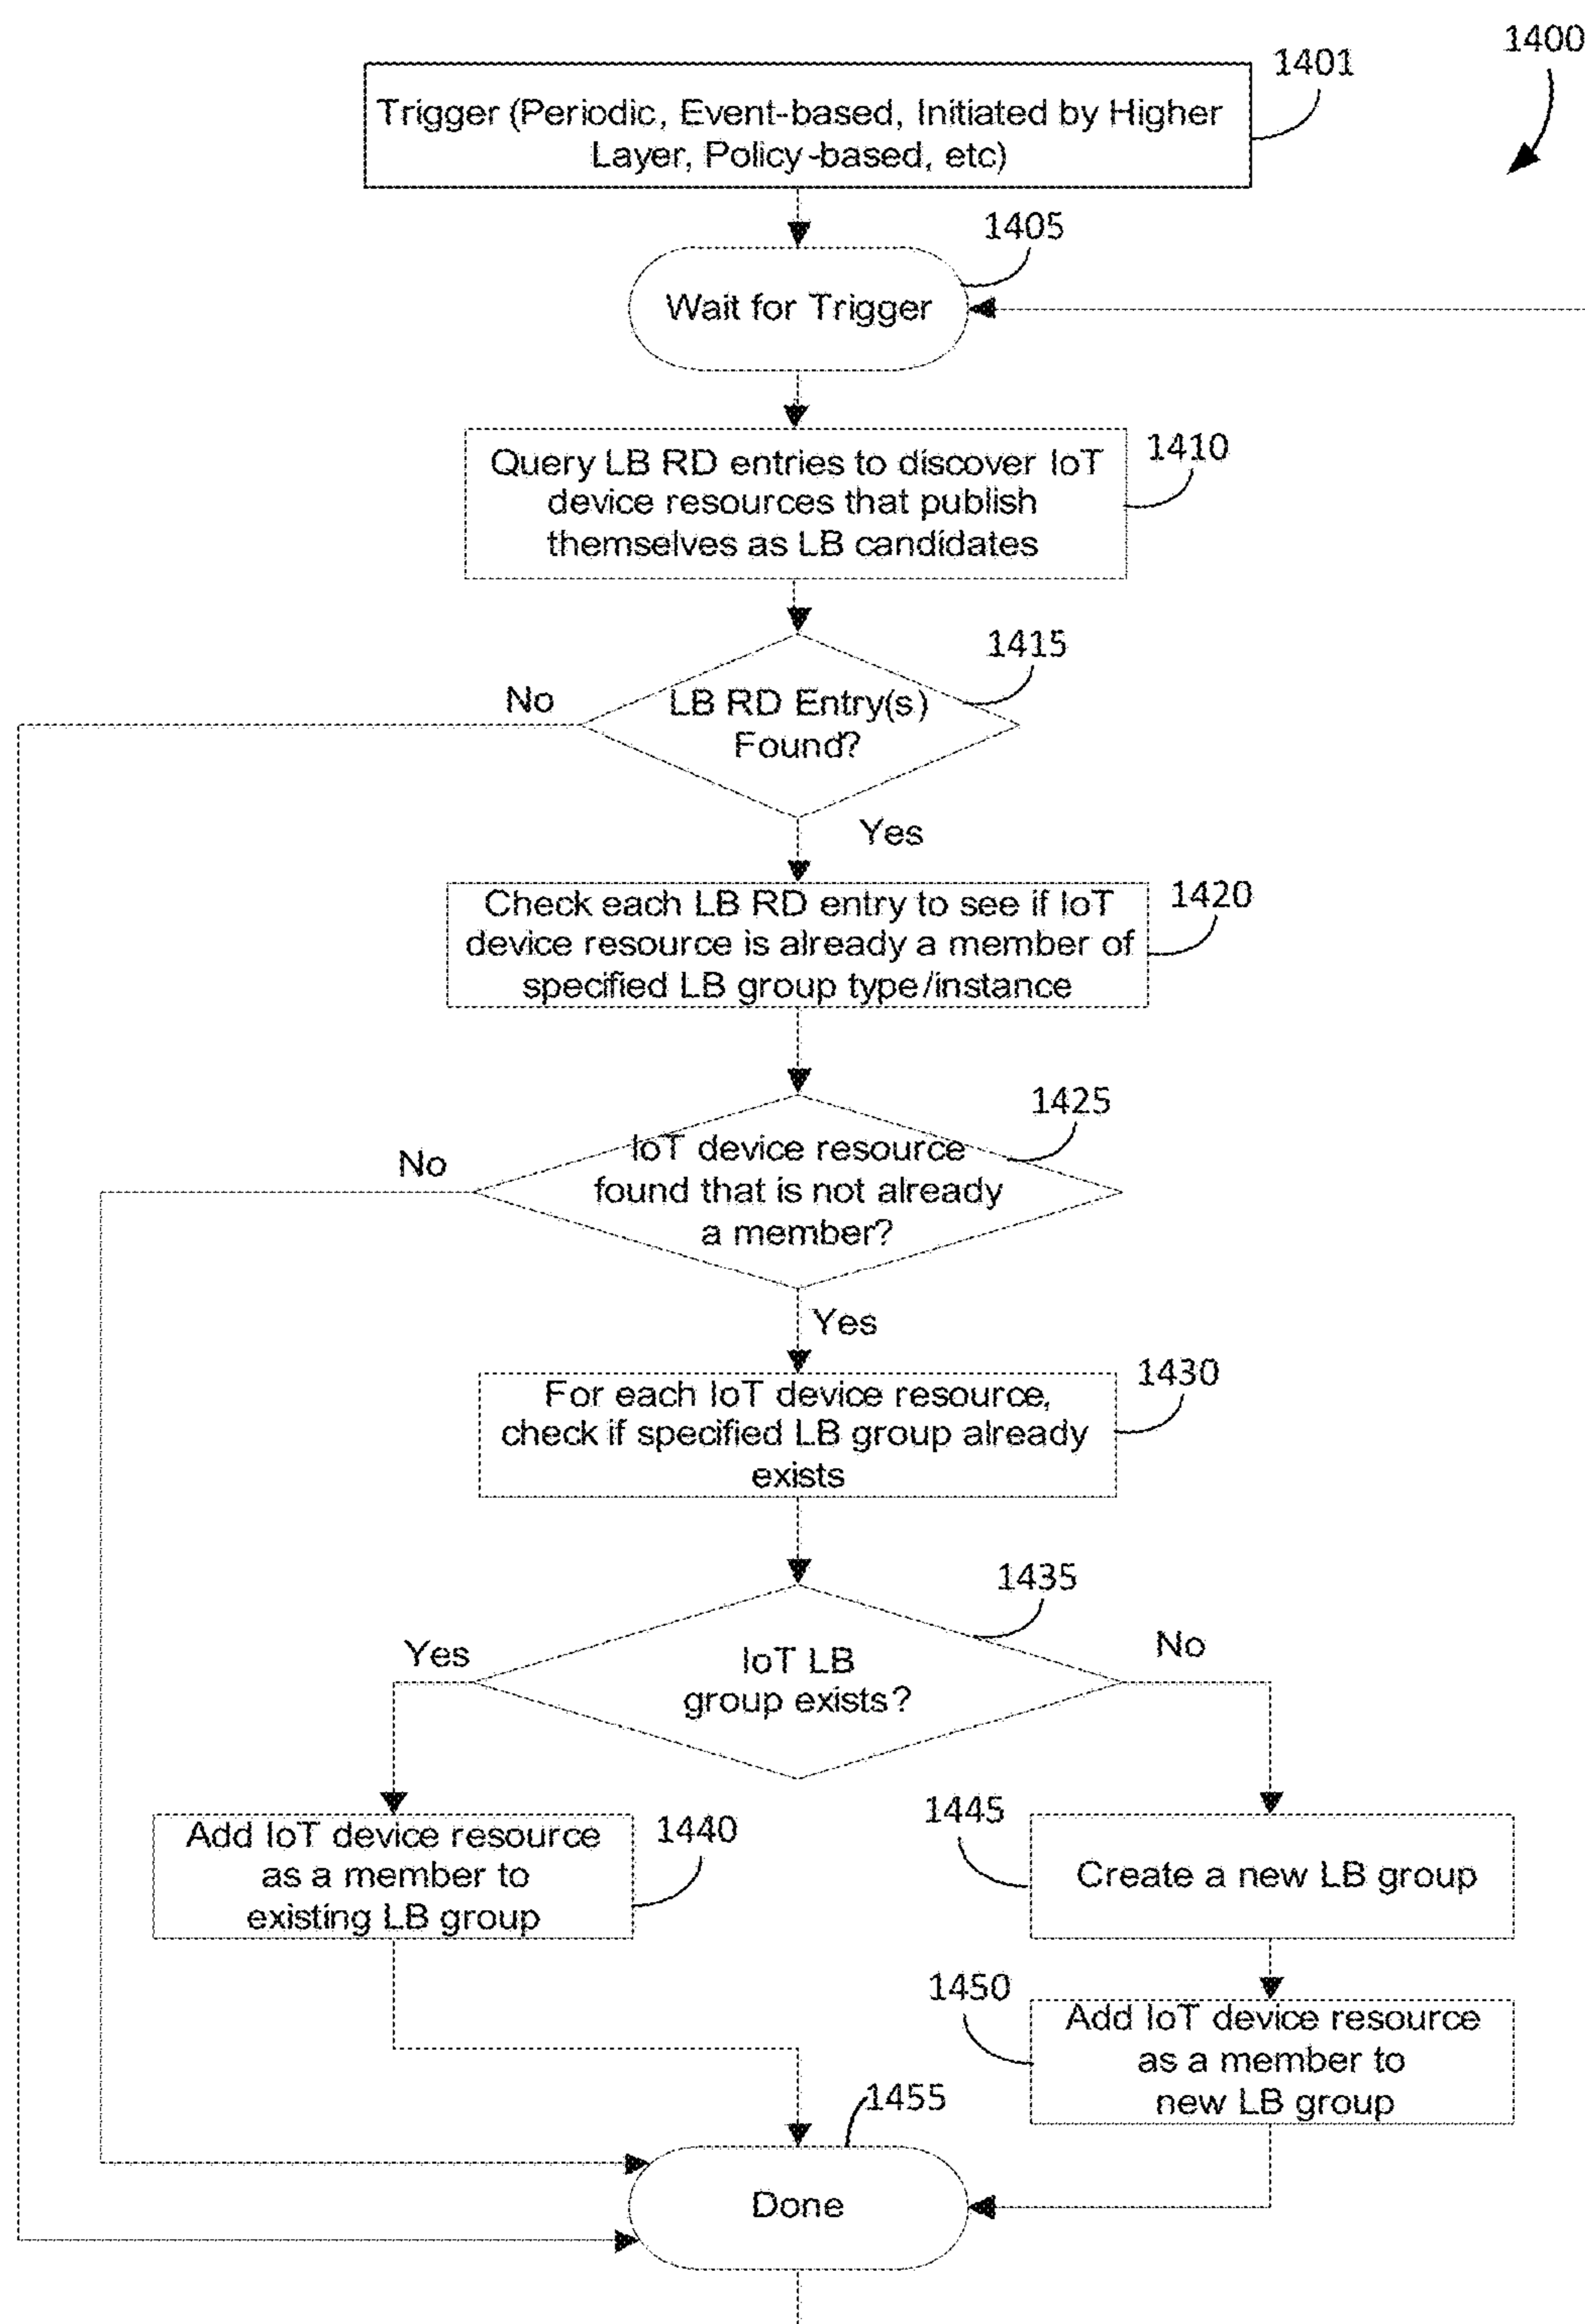 1400
1401
Trigger (Periodic, Event-based, Initiated by Higher
Layer, Policy-based, etc)
1405
Wait for Trigger
1410
Query LB RD entries to discover IoT
device resources that publish
themselves as LB candidates
1415
No
LB RD Entry(s)
Found?
Yes
1420
Check each LB RD entry to see if IoT
device resource is already a member of
specified LB group type/instance
1425
No
IoT device resource
found that is not already
a member?
Yes
1430
For each IoT device resource,
check if specified LB group already
exists
1435
Yes
No
IoT LB
group exists?
1440
Add IoT device resource
as a member to
existing LB group
1445
Create a new LB group
1450
Add IoT device resource
as a member to
new LB group
1455
Done